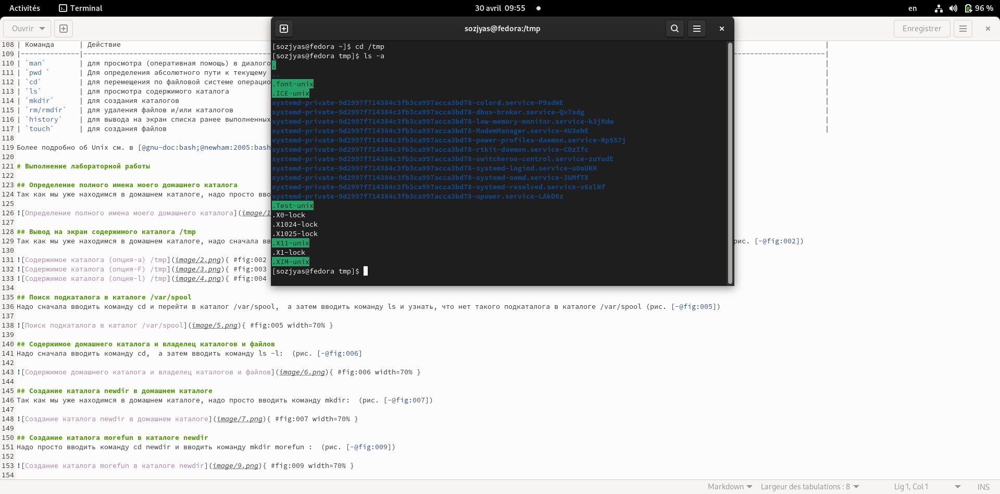 Activités Terminal 30 avril 09:55 en 96 %
Ouvrir Enregistrer
108 | Команда | Действие |
109 |--------------|---------------------------------------------
110 | `man` | для просмотра (оперативная помощь) в диалого
111 | `pwd ` | Для определения абсолютного пути к текущему
112 | `cd` | для перемещения по файловой системе операцио
113 | `ls` | для просмотра содержимого каталога
114 | `mkdir` | для создания каталогов
115 | `rm/rmdir` | для удаления файлов и/или каталогов
116 | `history` | для вывода на экран списка ранее выполненных
117 | `touch` | для создания файлов |
118
119 Более подробно об Unix см. в [@gnu-doc:bash;@newham:2005:bash
120
121 # Выполнение лабораторной работы
122
123 ## Определение полного имена моего домашнего каталога
124 Так как мы уже находимся в домашнем каталоге, надо просто вво
125
126 ![Определение полного имена моего домашнего каталога](image/1
127
128 ## Вывод на экран содержимого каталога /tmp
129 Так как мы уже находимся в домашнем каталоге, надо сначала вв рис. [-@fig:002])
130
131 ![Содержимое каталога (опция-a) /tmp](image/2.png){ #fig:002
132 ![Содержимое каталога (опция-F) /tmp](image/3.png){ #fig:003
133 ![Содержимое каталога (опция-l) /tmp](image/4.png){ #fig:004
134
135 ## Поиск подкаталога в каталоге /var/spool
136 Надо сначала вводить команду cd и перейти в каталог /var/spool,  а затем вводить команду ls и узнать, что нет такого подкаталога в каталоге /var/spool (рис. [-@fig:005])
137
138 ![Поиск подкаталога в каталог /var/spool](image/5.png){ #fig:005 width=70% }
139
140 ## Содержимое домашнего каталога и владелец каталогов и файлов
141 Надо сначала вводить команду cd,  а затем вводить команду ls -l:  (рис. [-@fig:006]
142
143 ![Содержимое домашнего каталога и владелец каталогов и файлов](image/6.png){ #fig:006 width=70% }
144
145 ## Создание каталога newdir в домашнем каталоге
146 Так как мы уже находимся в домашнем каталоге, надо просто вводить команду mkdir:  (рис. [-@fig:007])
147
148 ![Создание каталога newdir в домашнем каталоге](image/7.png){ #fig:007 width=70% }
149
150 ## Создание каталога morefun в каталоге newdir
151 Надо просто вводить команду cd newdir и вводить команду mkdir morefun :  (рис. [-@fig:009])
152
153 ![Создание каталога morefun в каталоге newdir](image/9.png){ #fig:009 width=70% }
154
sozjyas@fedora:/tmp
[sozjyas@fedora ~]$ cd /tmp
[sozjyas@fedora tmp]$ ls -a
.
..
.font-unix
.ICE-unix
systemd-private-9d2997f714384c3fb3ca997acca3bd78-colord.service-P9adWE
systemd-private-9d2997f714384c3fb3ca997acca3bd78-dbus-broker.service-Qv7sdg
systemd-private-9d2997f714384c3fb3ca997acca3bd78-low-memory-monitor.service-k3jMdw
systemd-private-9d2997f714384c3fb3ca997acca3bd78-ModemManager.service-4U3ehE
systemd-private-9d2997f714384c3fb3ca997acca3bd78-power-profiles-daemon.service-RpSS7j
systemd-private-9d2997f714384c3fb3ca997acca3bd78-rtkit-daemon.service-COzIfc
systemd-private-9d2997f714384c3fb3ca997acca3bd78-switcheroo-control.service-zuYudE
systemd-private-9d2997f714384c3fb3ca997acca3bd78-systemd-logind.service-uOoUKH
systemd-private-9d2997f714384c3fb3ca997acca3bd78-systemd-oomd.service-3UMfTX
systemd-private-9d2997f714384c3fb3ca997acca3bd78-systemd-resolved.service-v6zlNf
systemd-private-9d2997f714384c3fb3ca997acca3bd78-upower.service-LAkO0z
.Test-unix
.X0-lock
.X1024-lock
.X1025-lock
.X11-unix
.X1-lock
.XIM-unix
[sozjyas@fedora tmp]$
Markdown Largeur des tabulations : 8 Lig 1, Col 1 INS